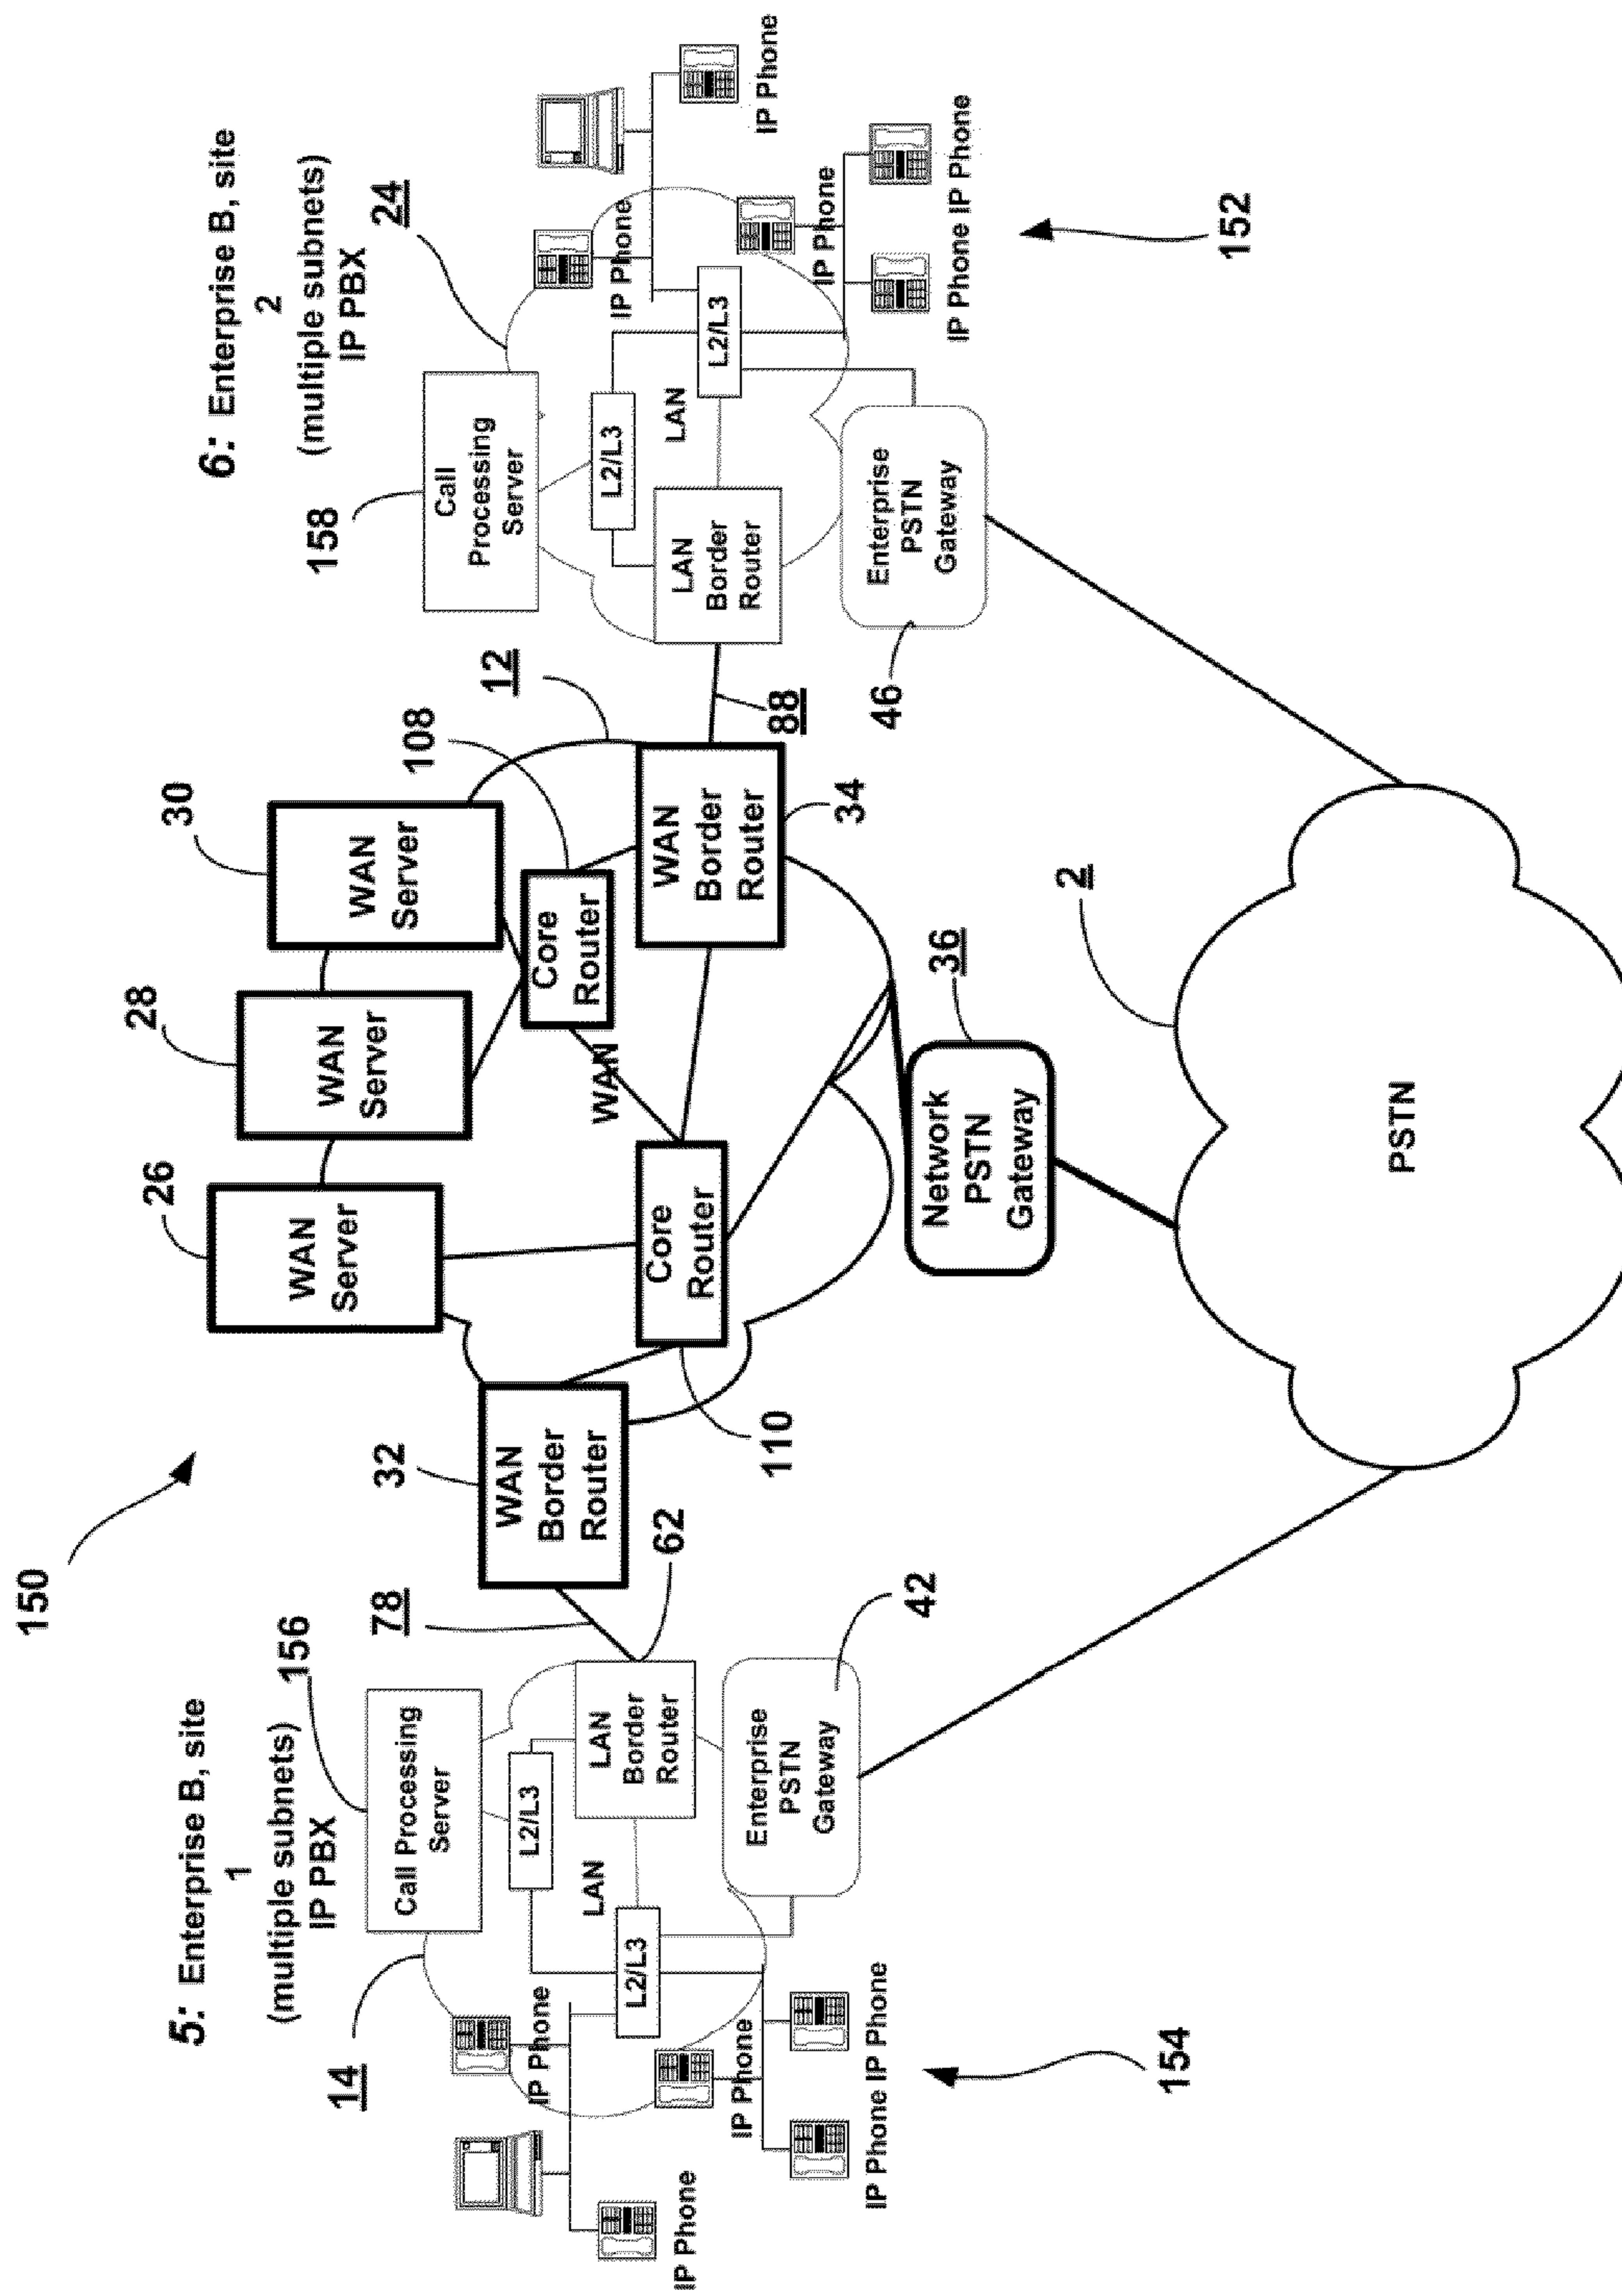 150
5: Enterprise B, site
1
(multiple subnets)
IP PBX
156
14
Call Processing
Server
L2/L3
LAN
L2/L3
LAN
Border
Router
62
78
Enterprise
PSTN
Gateway
42
IP Phone
IP Phone
IP Phone
IP Phone IP Phone
154
32
WAN
Border
Router
26
WAN
Server
28
WAN
Server
30
WAN
Server
108
12
Core
Router
WAN
Core
Router
110
WAN
Border
Router
34
88
36
Network
PSTN
Gateway
2
PSTN
6: Enterprise B, site
2
(multiple subnets)
IP PBX
24
158
Call
Processing
Server
L2/L3
LAN
L2/L3
LAN
Border
Router
Enterprise
PSTN
Gateway
46
IP Phone
IP Phone
IP Phone
IP Phone IP Phone
152